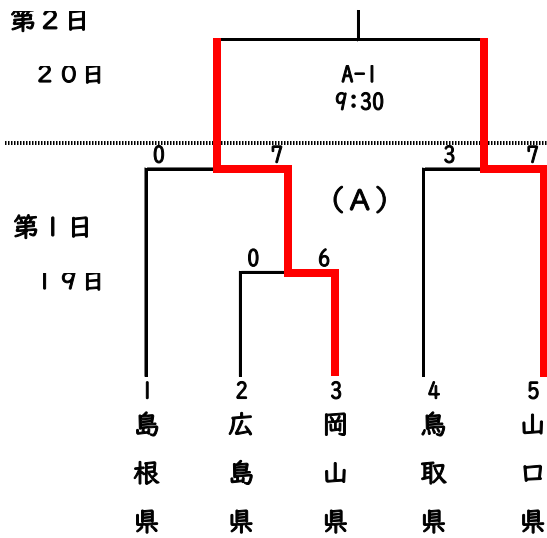 第2日
20日
A-1
9:30
0 7 3 7
(A)
第1日
0 6
19日
1 2 3 4 5
島根県
広島県
岡山県
鳥取県
山口県